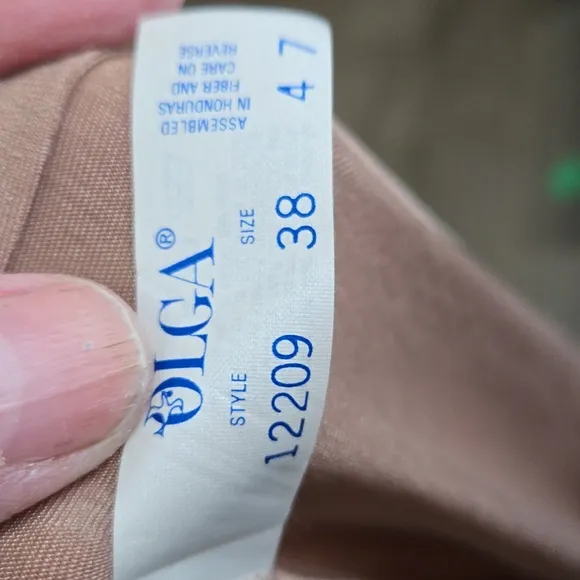 OLGA®
STYLE SIZE
12209 38 47
ASSEMBLED
IN HONDURAS
FIBER AND
CARE ON
REVERSE